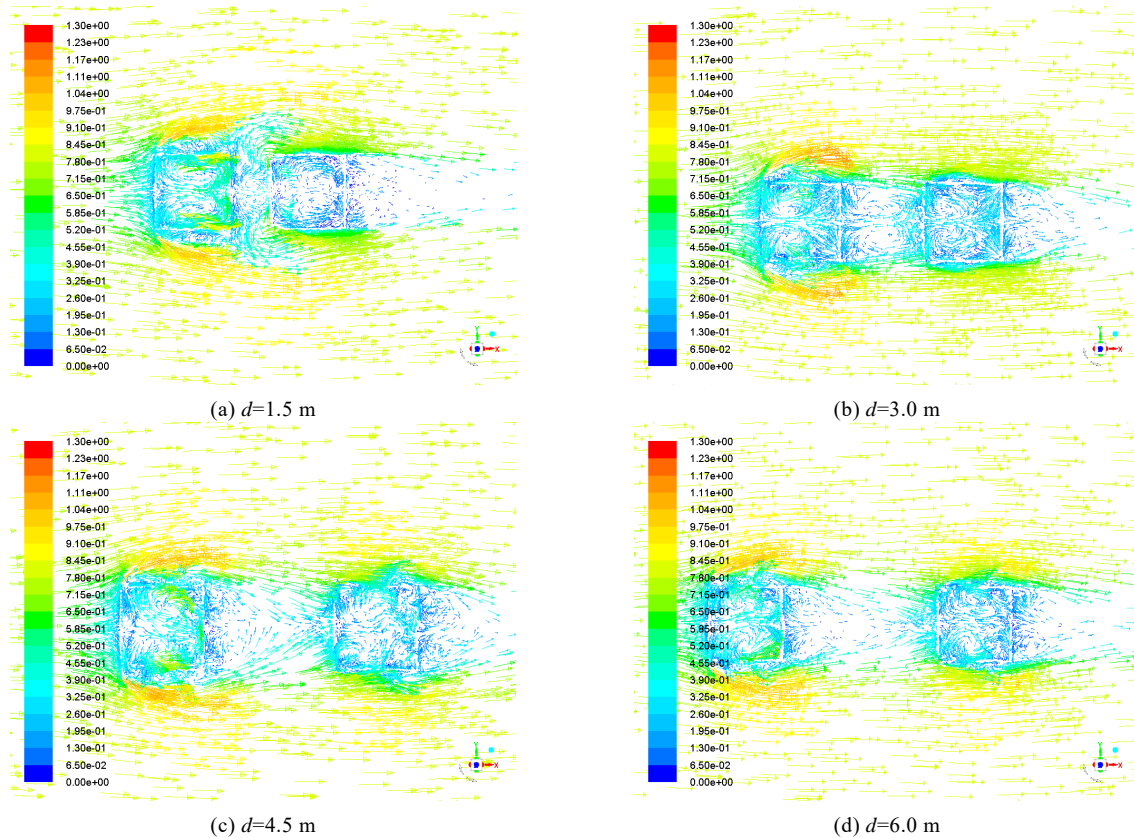 1.30e+00
1.23e+00
1.17e+00
1.11e+00
1.04e+00
9.75e-01
9.10e-01
8.45e-01
7.80e-01
7.15e-01
6.50e-01
5.85e-01
5.20e-01
4.55e-01
3.90e-01
3.25e-01
2.60e-01
1.95e-01
1.30e-01
6.50e-02
0.00e+00
Y
X
(a) d=1.5 m
1.30e+00
1.23e+00
1.17e+00
1.11e+00
1.04e+00
9.75e-01
9.10e-01
8.45e-01
7.80e-01
7.15e-01
6.50e-01
5.85e-01
5.20e-01
4.55e-01
3.90e-01
3.25e-01
2.60e-01
1.95e-01
1.30e-01
6.50e-02
0.00e+00
Y
X
(b) d=3.0 m
1.30e+00
1.23e+00
1.17e+00
1.11e+00
1.04e+00
9.75e-01
9.10e-01
8.45e-01
7.80e-01
7.15e-01
6.50e-01
5.85e-01
5.20e-01
4.55e-01
3.90e-01
3.25e-01
2.60e-01
1.95e-01
1.30e-01
6.50e-02
0.00e+00
Y
X
(c) d=4.5 m
1.30e+00
1.23e+00
1.17e+00
1.11e+00
1.04e+00
9.75e-01
9.10e-01
8.45e-01
7.80e-01
7.15e-01
6.50e-01
5.85e-01
5.20e-01
4.55e-01
3.90e-01
3.25e-01
2.60e-01
1.95e-01
1.30e-01
6.50e-02
0.00e+00
Y
X
(d) d=6.0 m